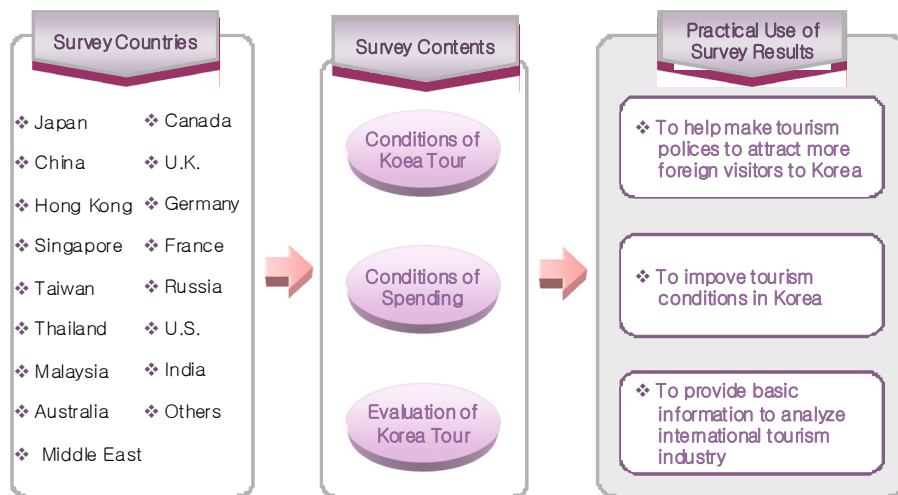 Survey Countries
❖ Japan
❖ China
❖ Hong Kong
❖ Singapore
❖ Taiwan
❖ Thailand
❖ Malaysia
❖ Australia
❖ Middle East
❖ Canada
❖ U.K.
❖ Germany
❖ France
❖ Russia
❖ U.S.
❖ India
❖ Others
Survey Contents
Conditions of
Koea Tour
Conditions of
Spending
Evaluation of
Korea Tour
Practical Use of
Survey Results
❖ To help make tourism
polices to attract more
foreign visitors to Korea
❖ To impove tourism
conditions in Korea
❖ To provide basic
information to analyze
international tourism
industry